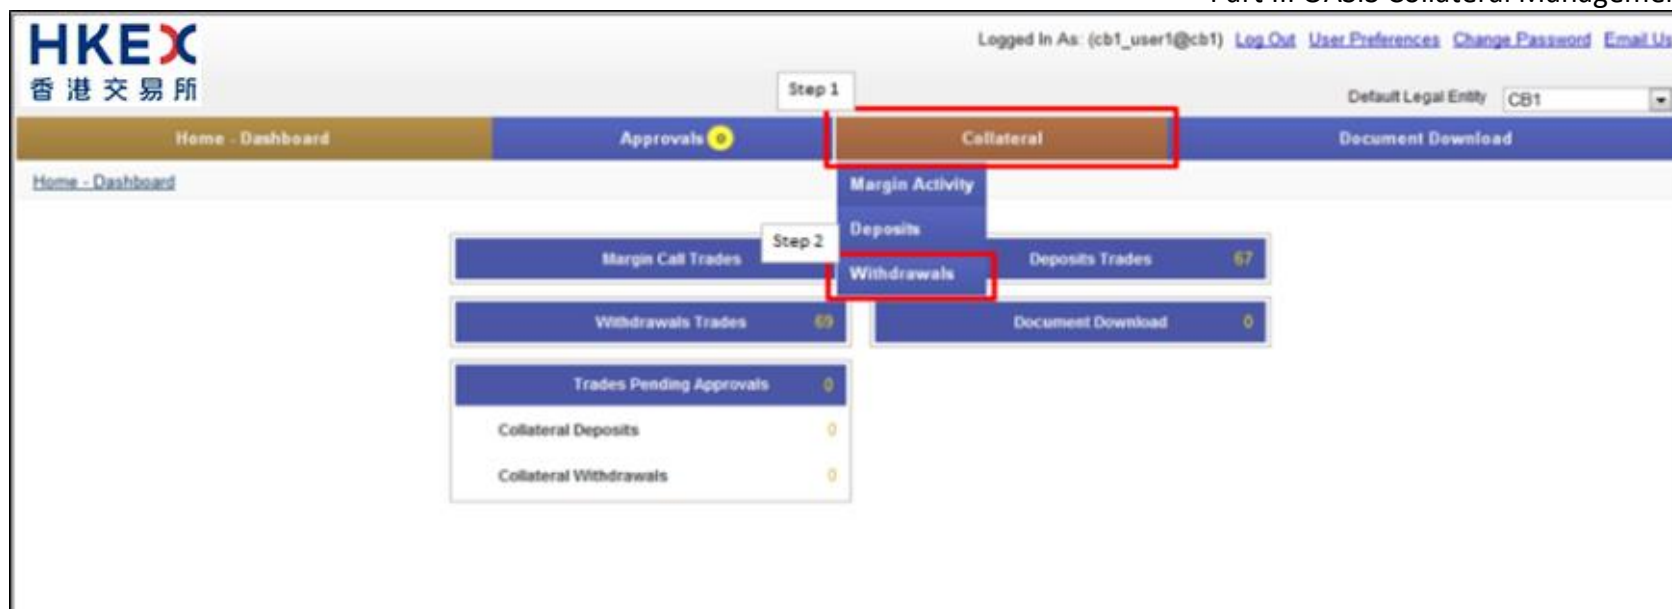 HKEX
香港交易所
Logged In As: (cb1_user1@cb1) Log Out User Preferences Change Password Email Us
Step 1
Default Legal Entity CB1
Home - Dashboard Approvals 0 Collateral Document Download
Home - Dashboard
Margin Activity
Deposits
Step 2
Withdrawals
Margin Call Trades
Deposits Trades 67
Withdrawals Trades 69
Document Download 0
Trades Pending Approvals 0
Collateral Deposits 0
Collateral Withdrawals 0